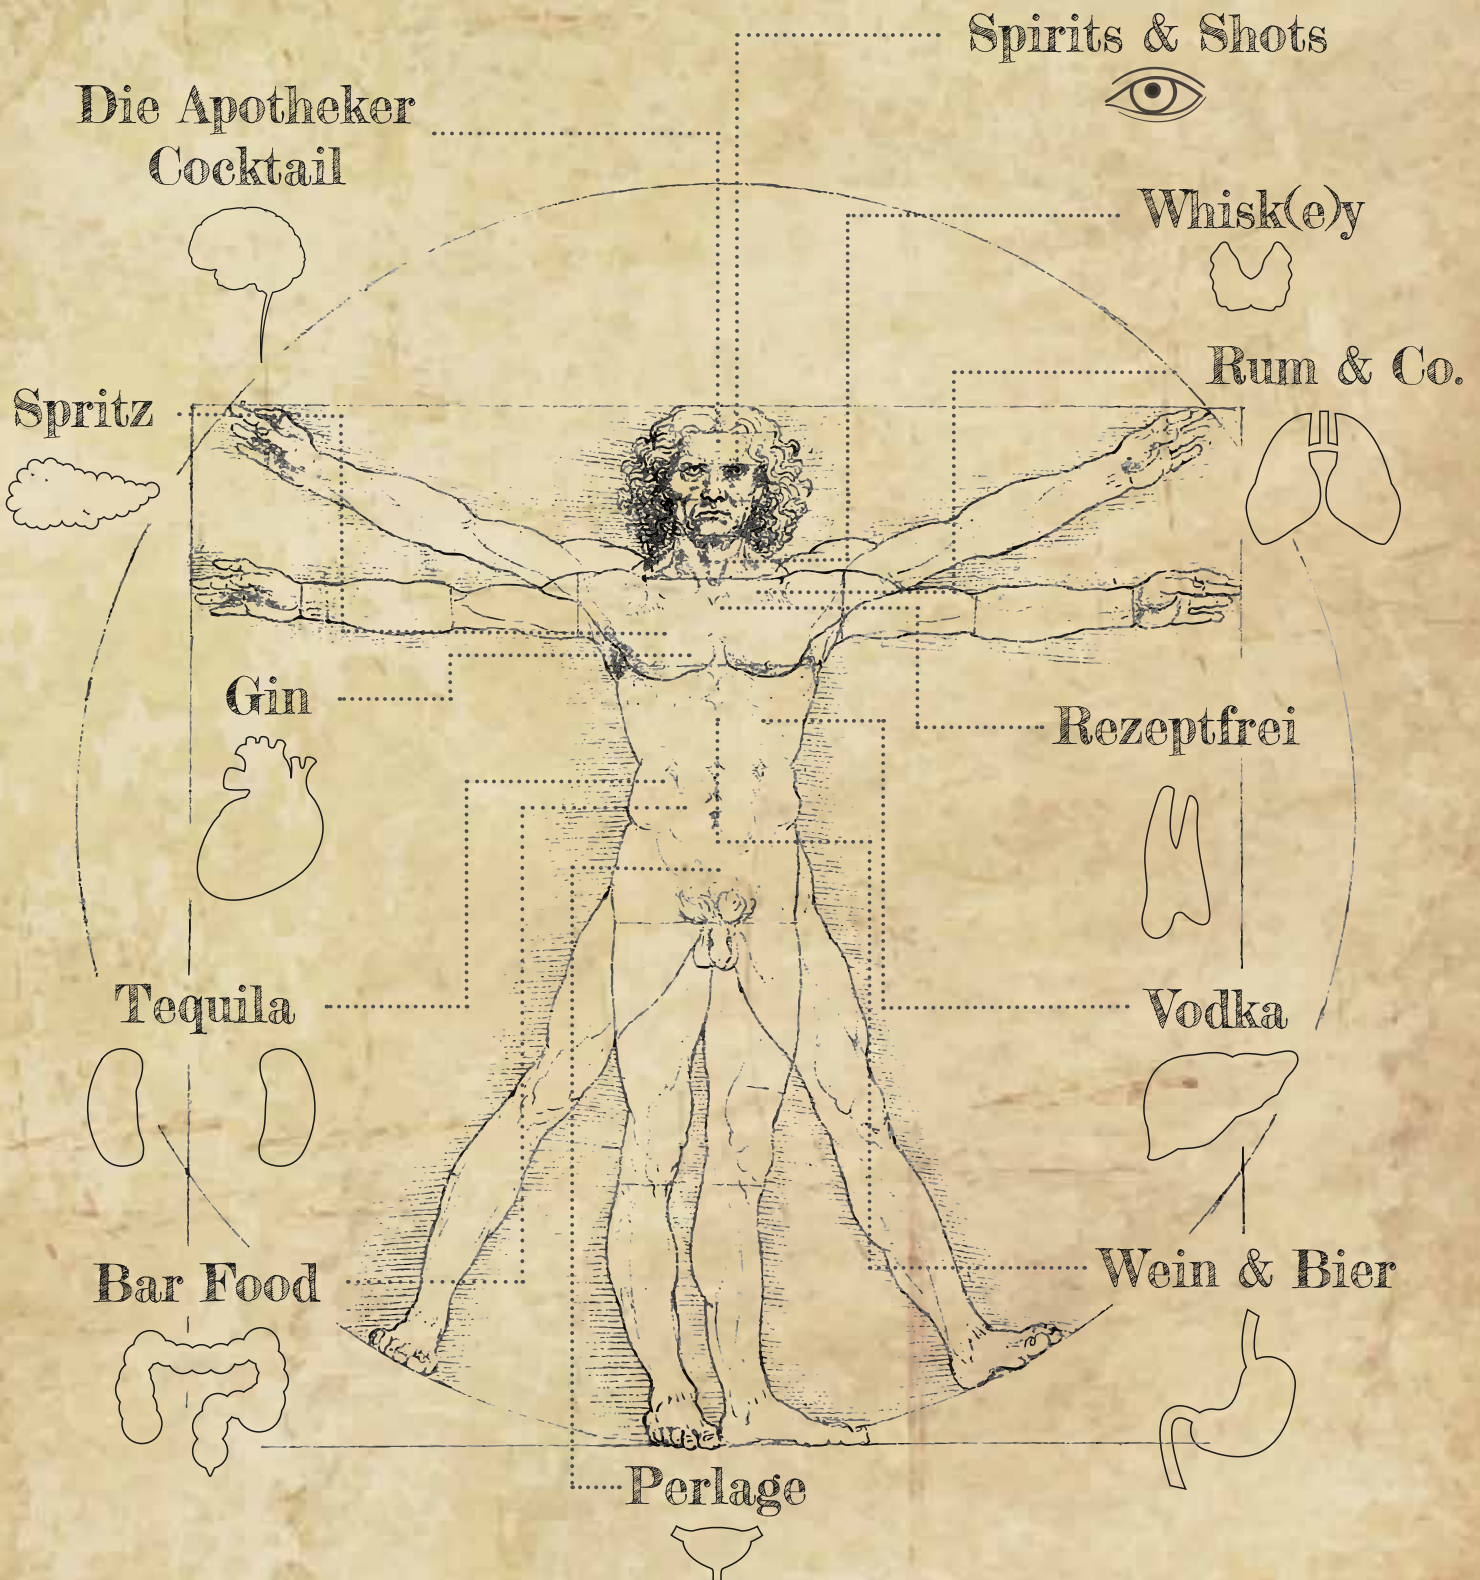 Spirits & Shots
Die Apotheker
Cocktail
Whisk(e)y
Rum & Co.
Spritz
Gin
Rezeptfrei
Tequila
Vodka
Bar Food
Wein & Bier
Perlage